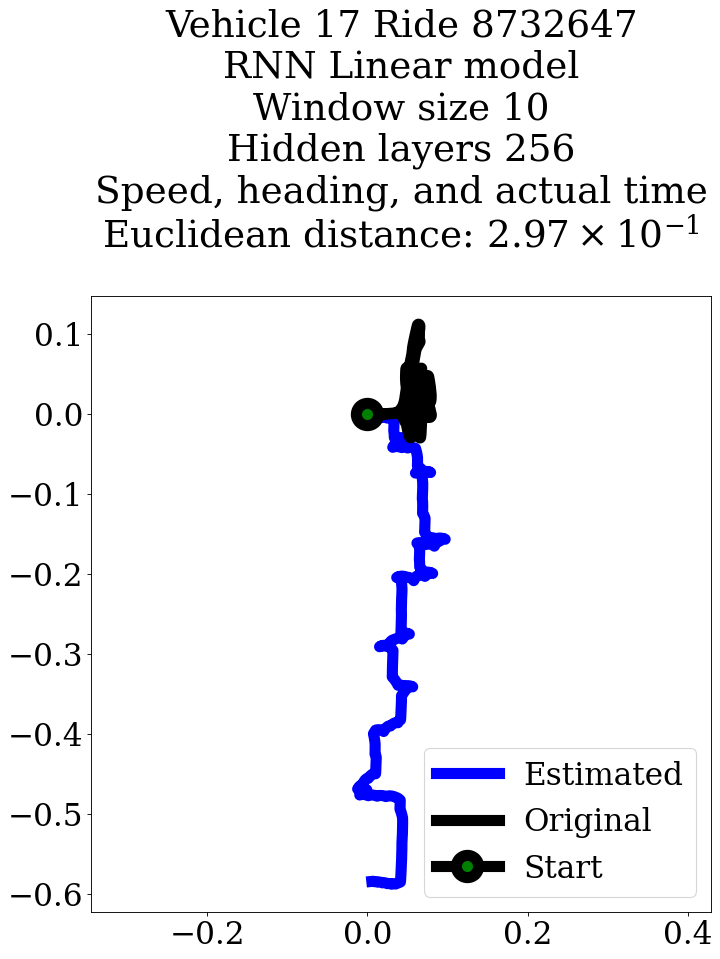 Vehicle 17 Ride 8732647
RNN Linear model
Window size 10
Hidden layers 256
Speed, heading, and actual time
Euclidean distance: 2.97 × 10⁻¹
0.1
0.0
−0.1
−0.2
−0.3
−0.4
−0.5
−0.6
Estimated
Original
Start
−0.2 0.0 0.2 0.4